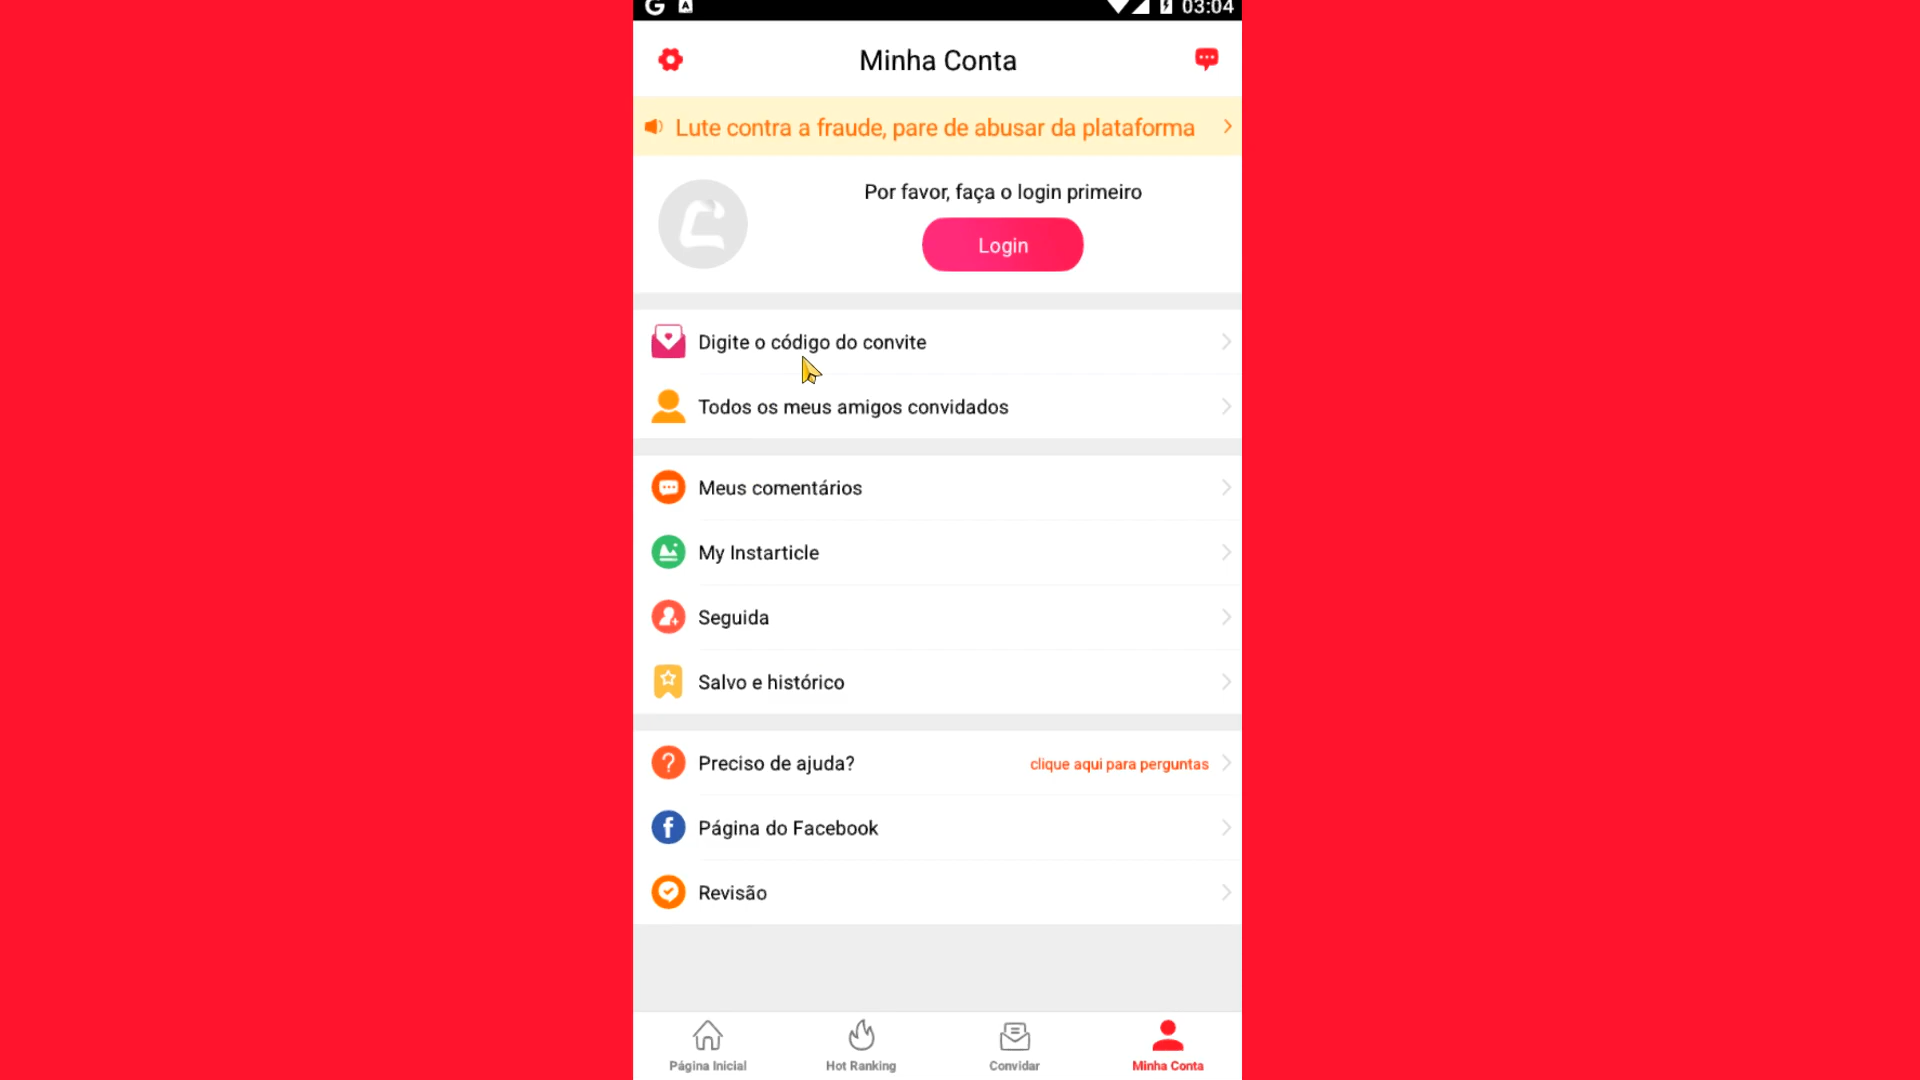 03:04
Minha Conta
Lute contra a fraude, pare de abusar da plataforma
Por favor, faça o login primeiro
Login
Digite o código do convite
Todos os meus amigos convidados
Meus comentários
My Instarticle
Seguida
Salvo e histórico
Preciso de ajuda? clique aqui para perguntas
Página do Facebook
Revisão
Página Inicial Hot Ranking Convidar Minha Conta